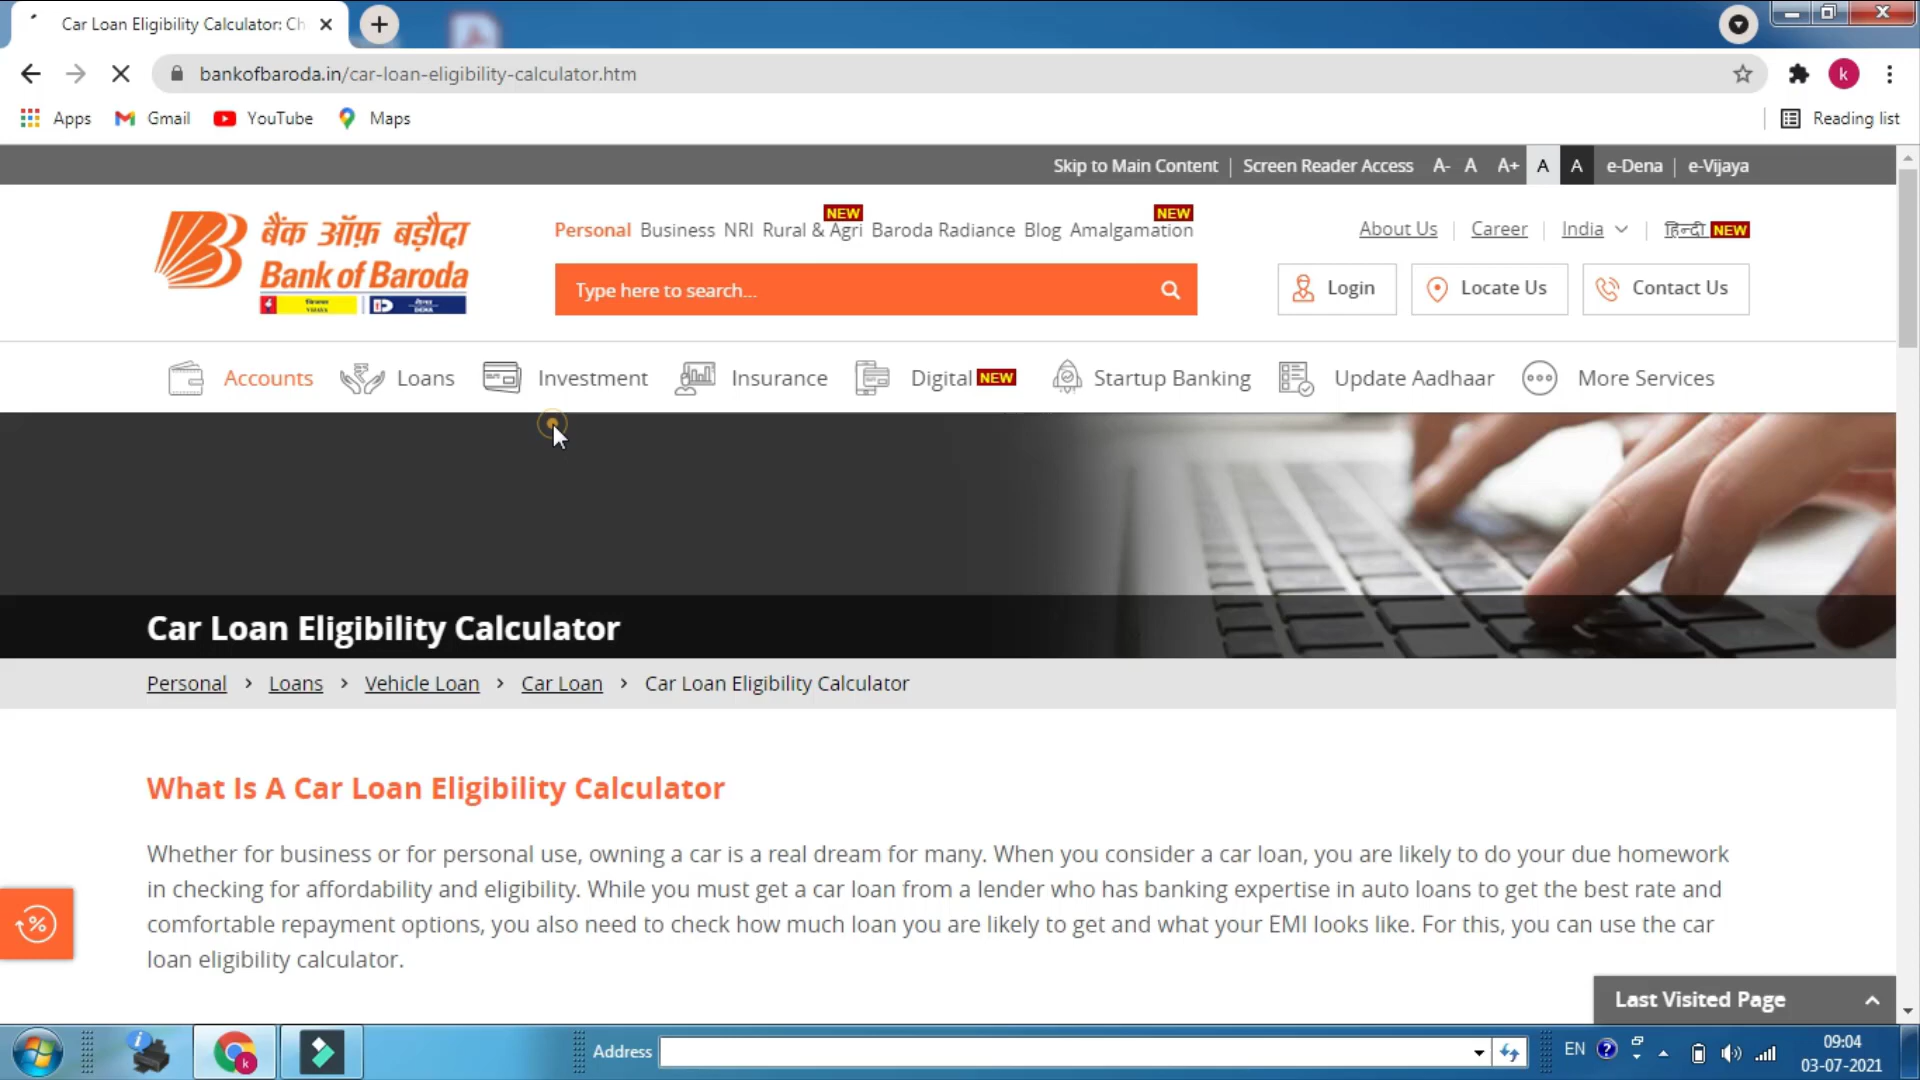 Car Loan Eligibility Calculator: Ch
bankofbaroda.in/car-loan-eligibility-calculator.htm
k
Apps Gmail YouTube Maps Reading list
Skip to Main Content | Screen Reader Access A- A A+ A A e-Dena | e-Vijaya
बैंक ऑफ़ बड़ौदा
Bank of Baroda
NEW NEW
Personal Business NRI Rural & Agri Baroda Radiance Blog Amalgamation
About Us | Career | India | हिन्दी NEW
Type here to search...
Login Locate Us Contact Us
Accounts Loans Investment Insurance Digital NEW Startup Banking Update Aadhaar More Services
Car Loan Eligibility Calculator
Personal > Loans > Vehicle Loan > Car Loan > Car Loan Eligibility Calculator
What Is A Car Loan Eligibility Calculator
Whether for business or for personal use, owning a car is a real dream for many. When you consider a car loan, you are likely to do your due homework
in checking for affordability and eligibility. While you must get a car loan from a lender who has banking expertise in auto loans to get the best rate and
comfortable repayment options, you also need to check how much loan you are likely to get and what your EMI looks like. For this, you can use the car
loan eligibility calculator.
%
Last Visited Page
Address
EN
09:04
03-07-2021